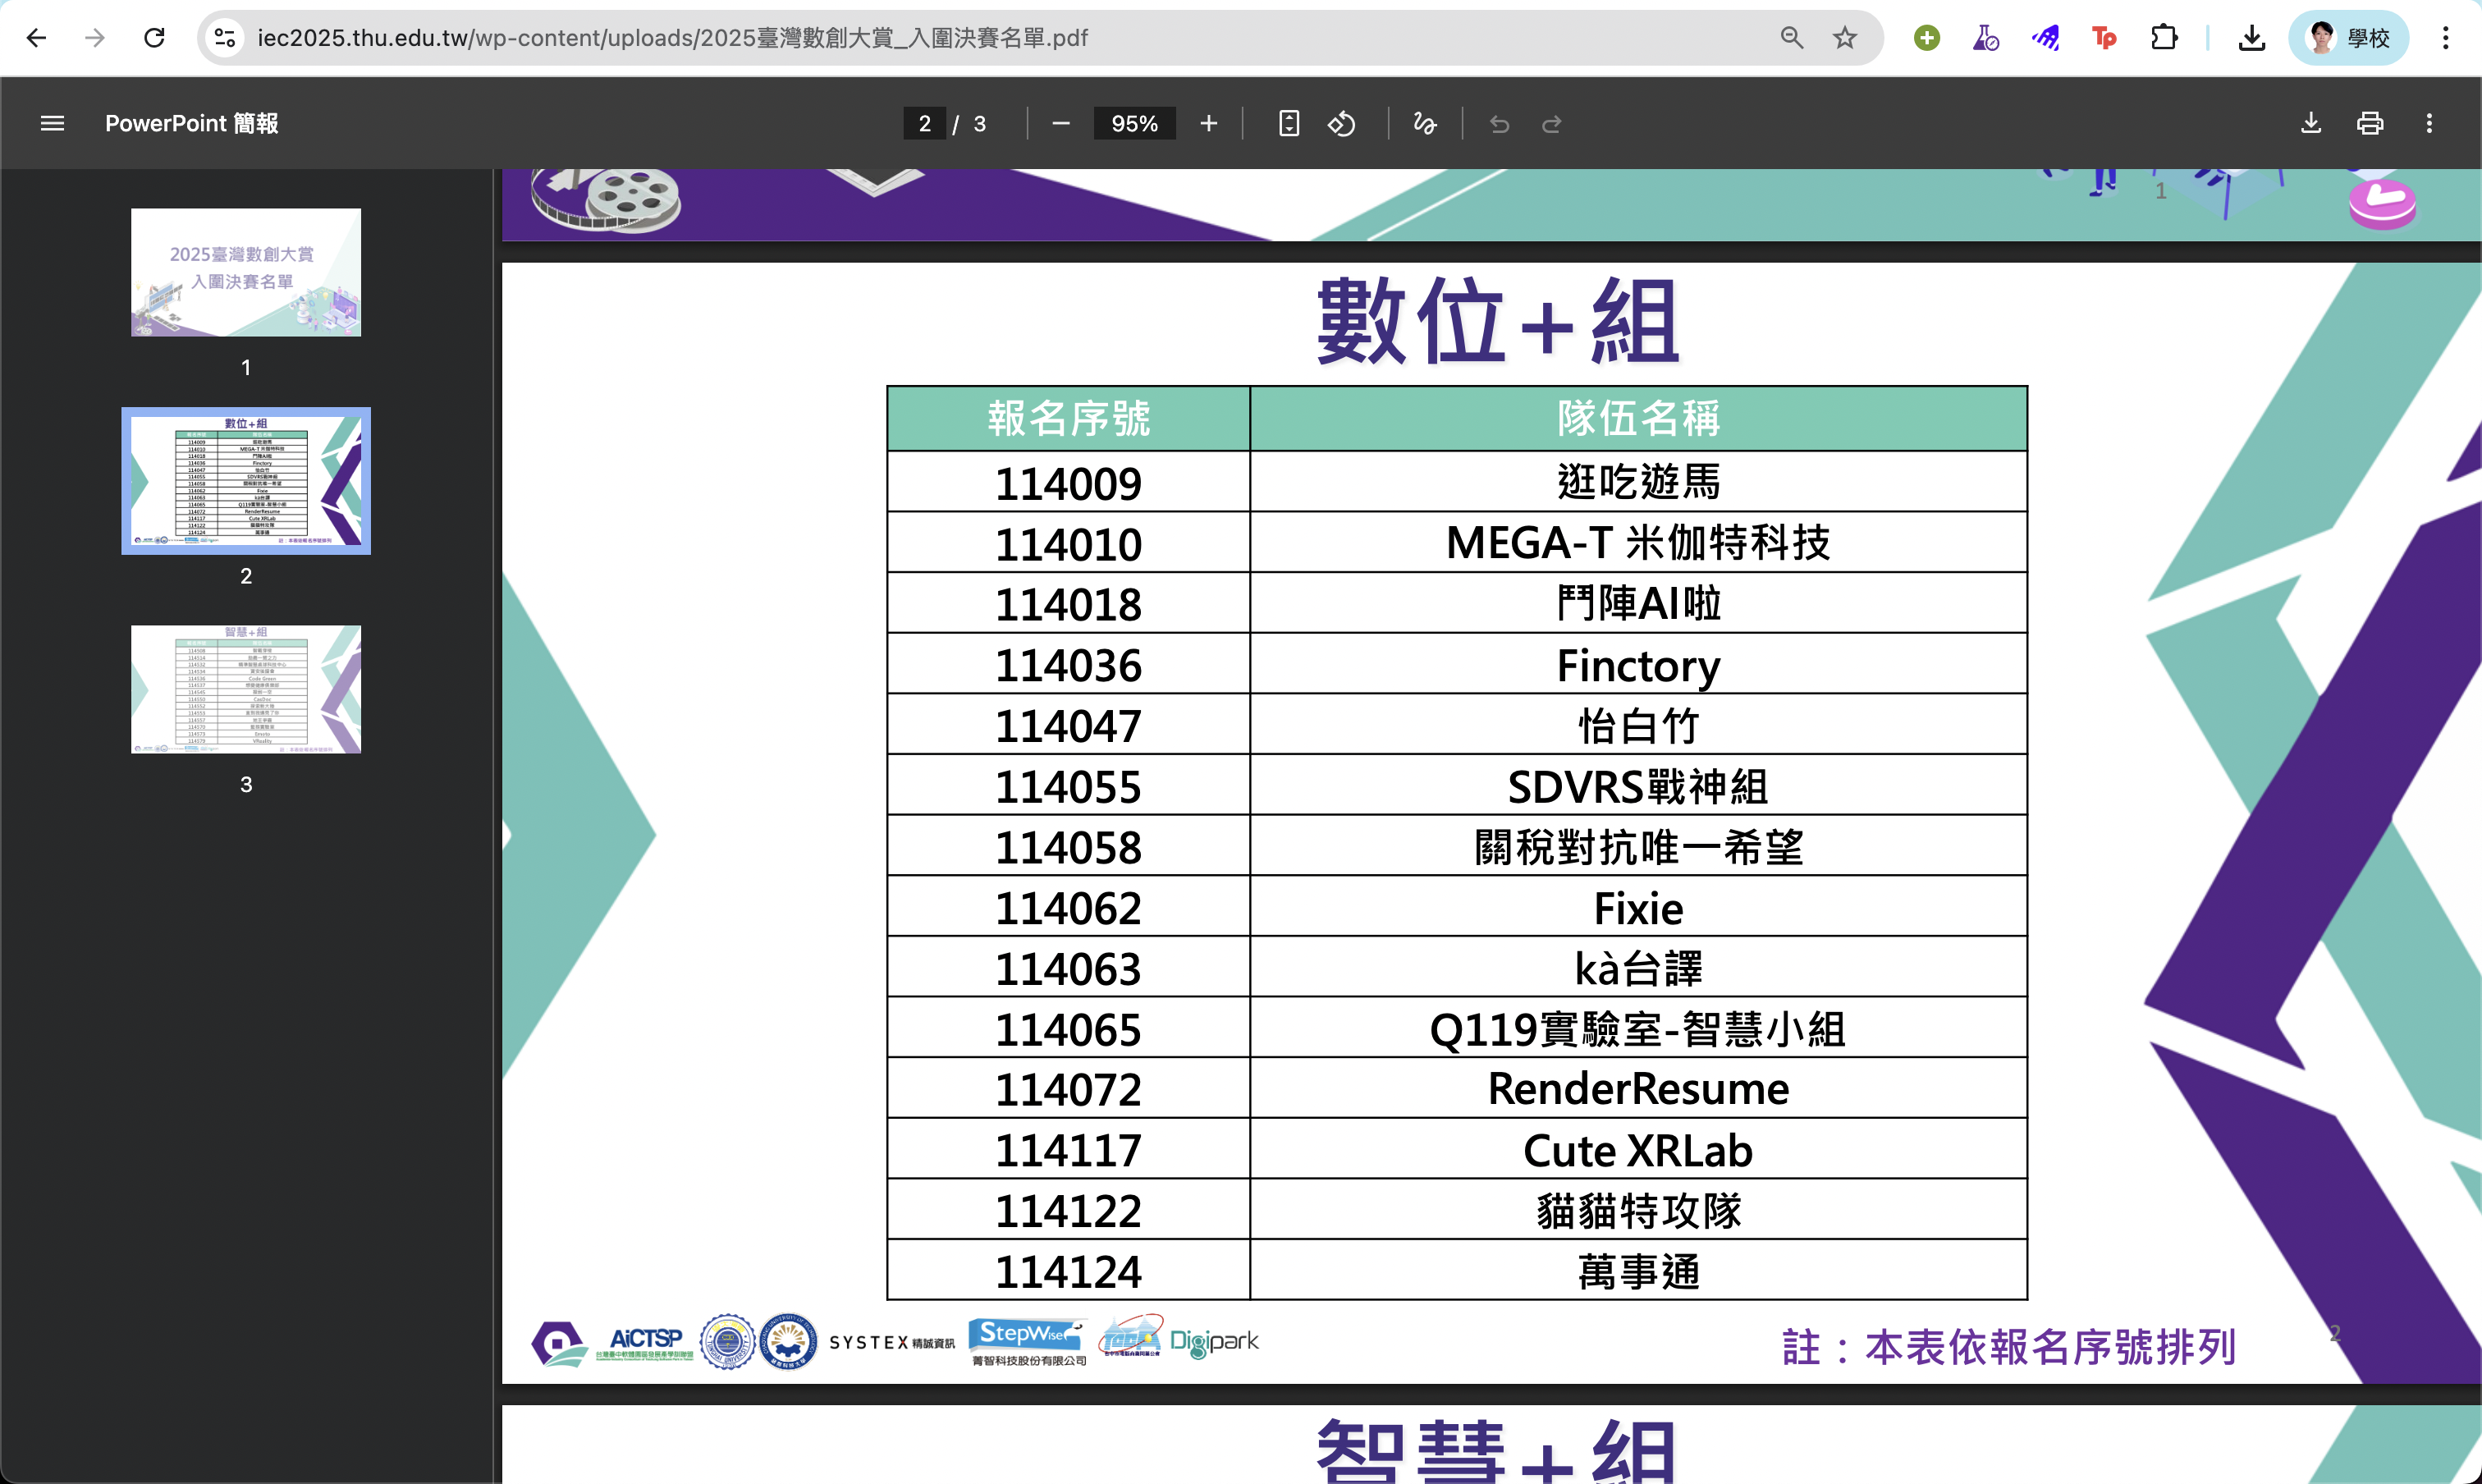 iec2025.thu.edu.tw/wp-content/uploads/2025臺灣數創大賞_入圍決賽名單.pdf
Tp
學校
PowerPoint 簡報
2 / 3
95%
2025臺灣數創大賞
入圍決賽名單
1
數位+組
2
智慧+組
3
1
數位+組
報名序號 隊伍名稱
114009 逛吃遊馬
114010 MEGA-T 米伽特科技
114018 鬥陣AI啦
114036 Finctory
114047 怡白竹
114055 SDVRS戰神組
114058 關稅對抗唯一希望
114062 Fixie
114063 kà台譯
114065 Q119實驗室-智慧小組
114072 RenderResume
114117 Cute XRLab
114122 貓貓特攻隊
114124 萬事通
AiCTSP
SYSTEX 精誠資訊
StepWise
菁智科技股份有限公司
Digipark
註：本表依報名序號排列
2
智慧+組